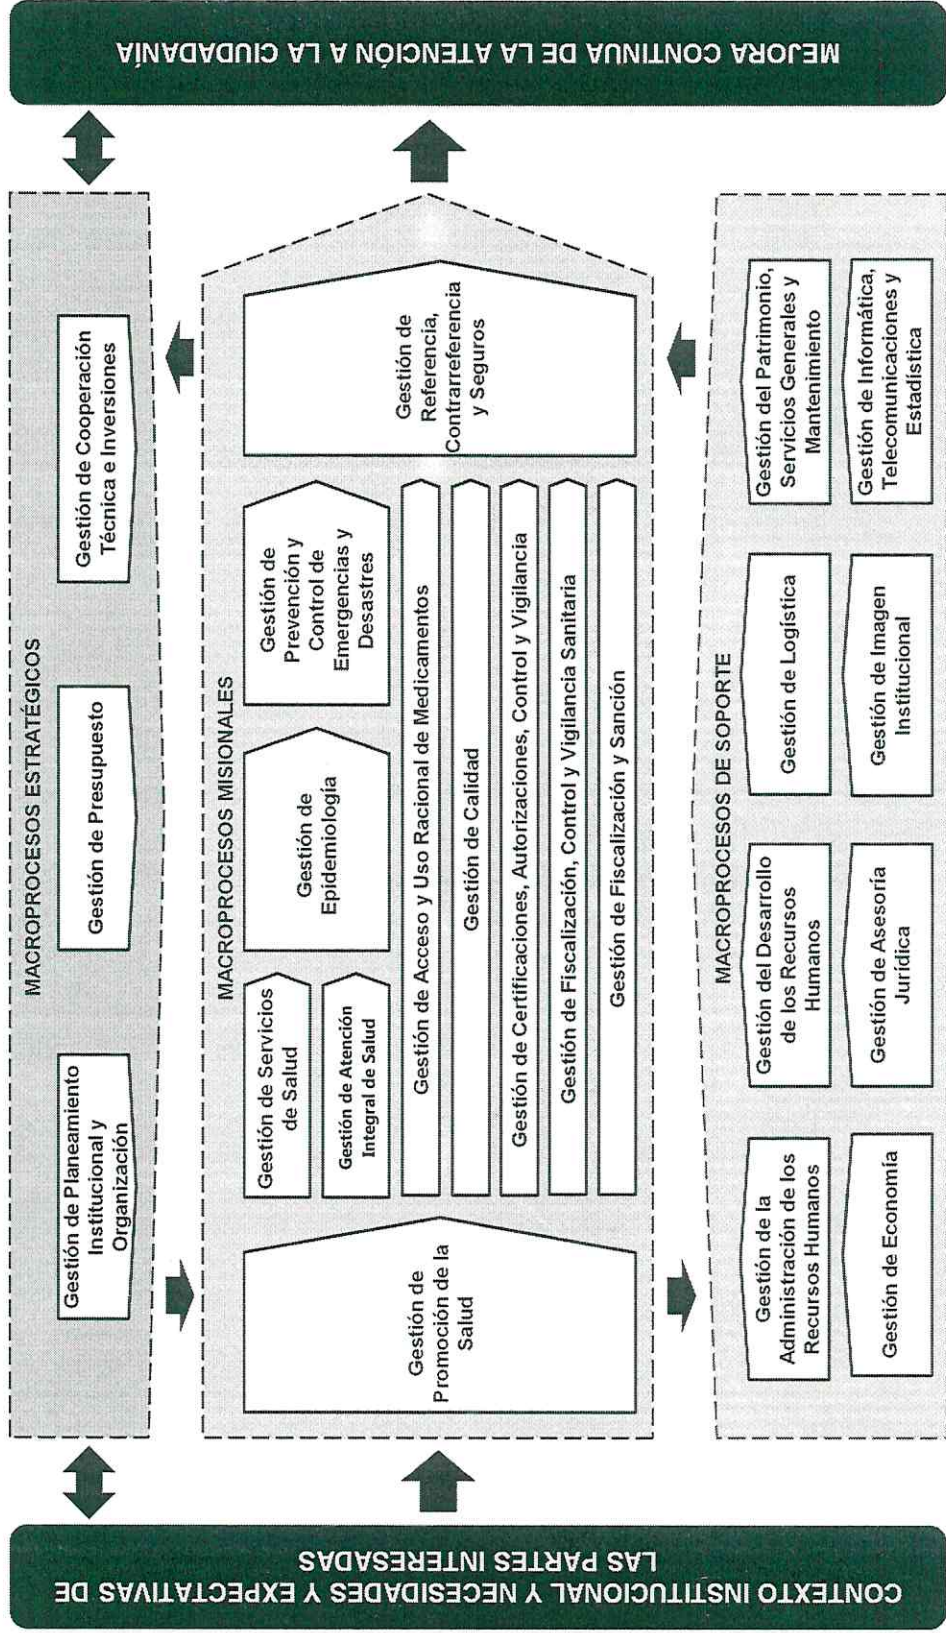 CONTEXTO INSTITUCIONAL Y NECESIDADES Y EXPECTATIVAS DE
LAS PARTES INTERESADAS
MACROPROCESOS ESTRATÉGICOS
Gestión de Planeamiento
Institucional y
Organización
Gestión de Presupuesto
Gestión de Cooperación
Técnica e Inversiones
MACROPROCESOS MISIONALES
Gestión de
Promoción de la
Salud
Gestión de Servicios
de Salud
Gestión de Atención
Integral de Salud
Gestión de
Epidemiología
Gestión de
Prevención y
Control de
Emergencias y
Desastres
Gestión de Acceso y Uso Racional de Medicamentos
Gestión de Calidad
Gestión de Certificaciones, Autorizaciones, Control y Vigilancia
Gestión de Fiscalización, Control y Vigilancia Sanitaria
Gestión de Fiscalización y Sanción
Gestión de
Referencia,
Contrarreferencia
y Seguros
MACROPROCESOS DE SOPORTE
Gestión de la
Administración de los
Recursos Humanos
Gestión del Desarrollo
de los Recursos
Humanos
Gestión de Logística
Gestión del Patrimonio,
Servicios Generales y
Mantenimiento
Gestión de Economía
Gestión de Asesoría
Jurídica
Gestión de Imagen
Institucional
Gestión de Informática,
Telecomunicaciones y
Estadística
MEJORA CONTINUA DE LA ATENCIÓN A LA CIUDADANÍA